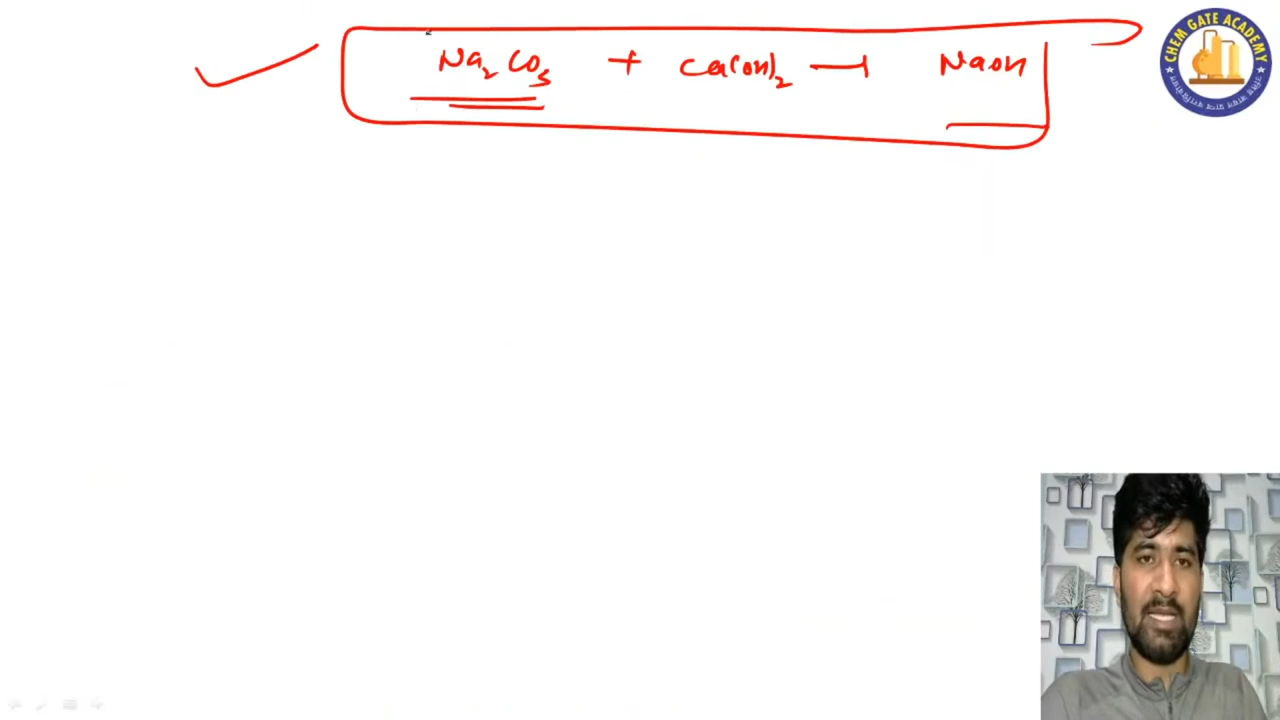 Na₂CO₃ + Ca(OH)₂ → NaOH
CHEM GATE ACADEMY